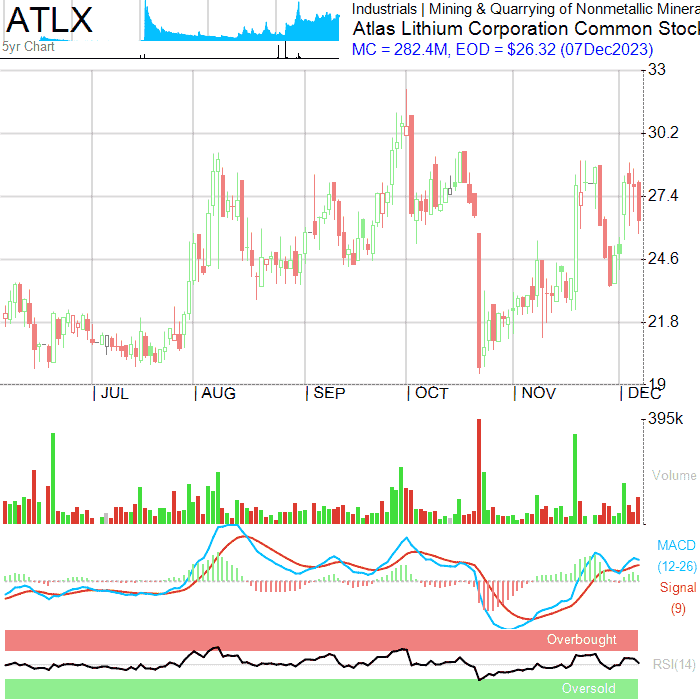 ATLX
5yr Chart
Industrials | Mining & Quarrying of Nonmetallic Minera
Atlas Lithium Corporation Common Stock
MC = 282.4M, EOD = $26.32 (07Dec2023)
33
30.2
27.4
24.6
21.8
19
| JUL | AUG | SEP | OCT | NOV | DEC
395k
Volume
MACD
(12-26)
Signal
(9)
Overbought
RSI(14)
Oversold